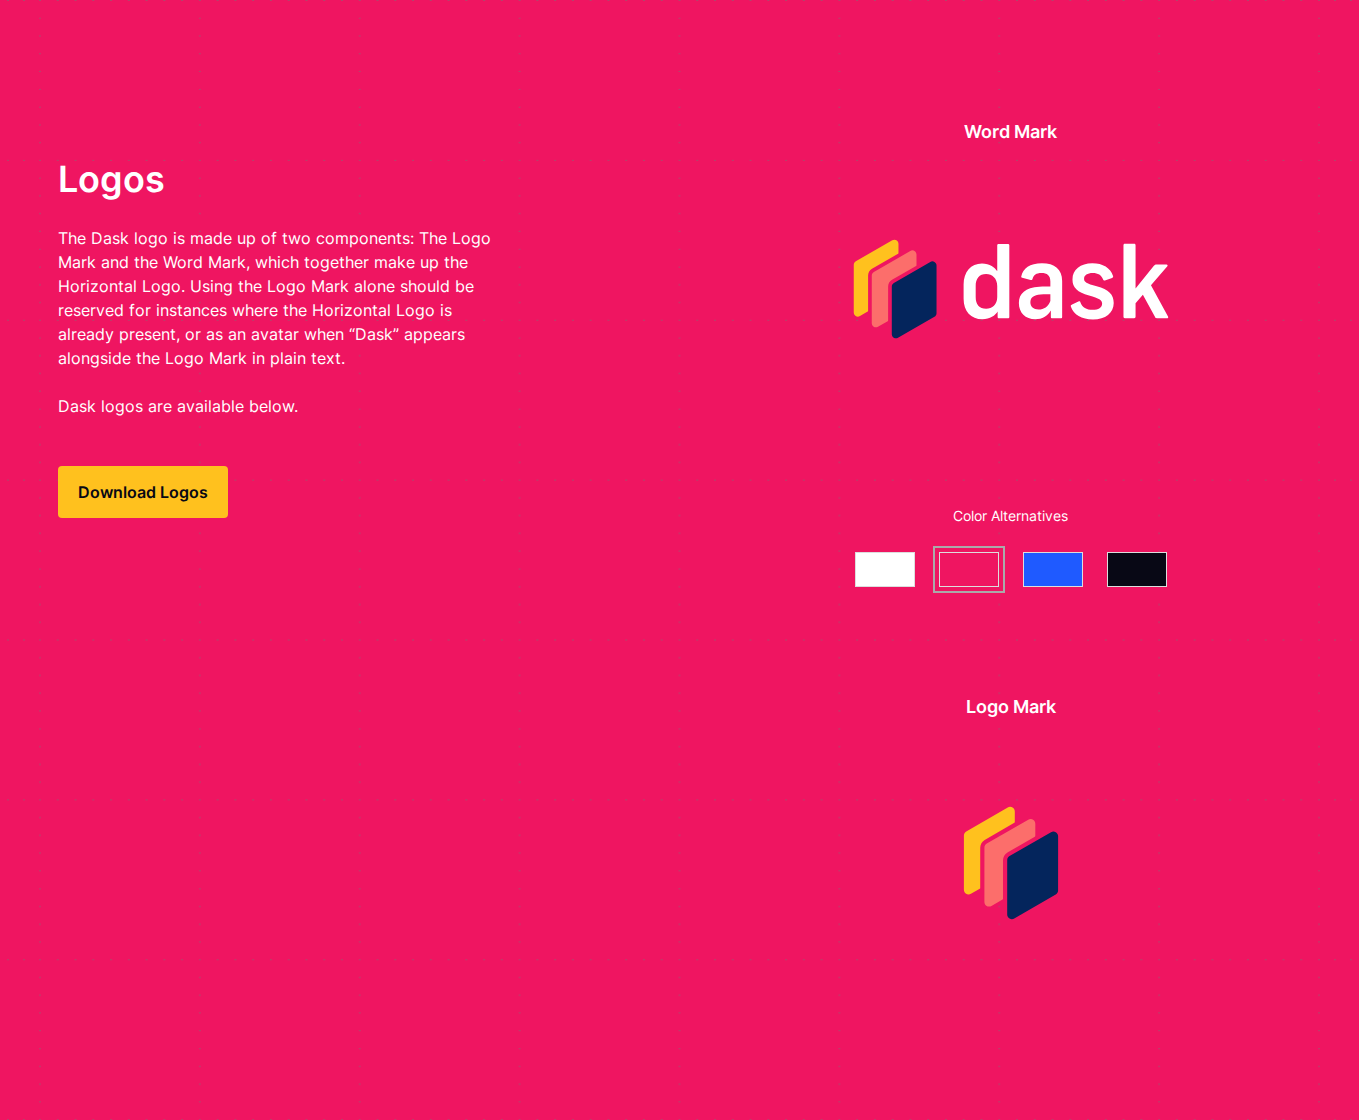 Logos
The Dask logo is made up of two components: The Logo
Mark and the Word Mark, which together make up the
Horizontal Logo. Using the Logo Mark alone should be
reserved for instances where the Horizontal Logo is
already present, or as an avatar when “Dask” appears
alongside the Logo Mark in plain text.
Dask logos are available below.
Download Logos
Word Mark
dask
Color Alternatives
Logo Mark